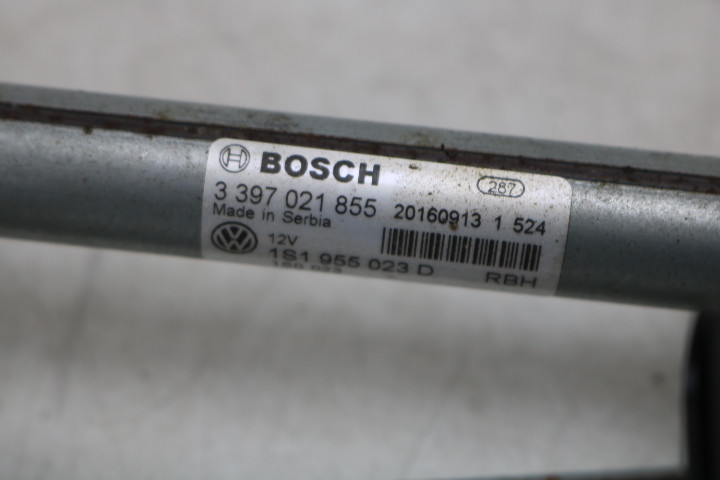 BOSCH 287
3 397 021 855 20160913 1 524
Made in Serbia
12V
1S1 955 023 D RBH